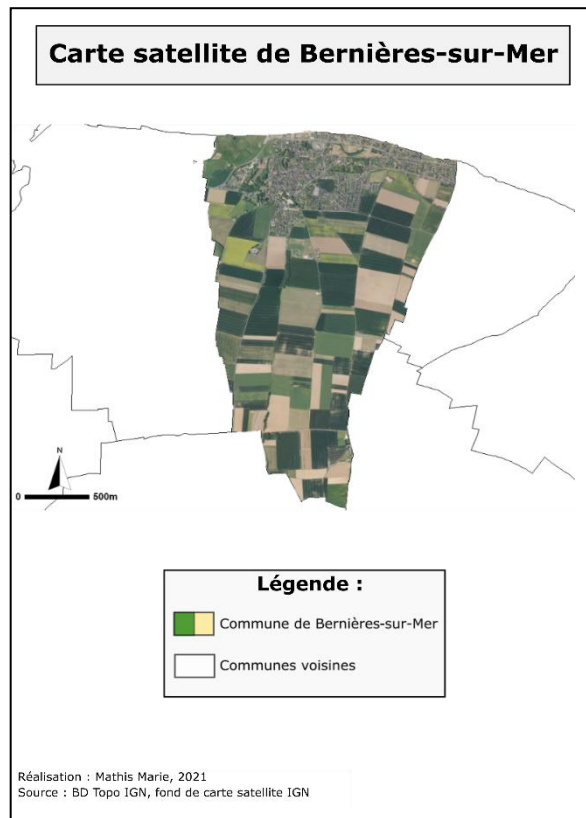 Carte satellite de Bernières-sur-Mer
N
0 500m
Légende :
Commune de Bernières-sur-Mer
Communes voisines
Réalisation : Mathis Marie, 2021
Source : BD Topo IGN, fond de carte satellite IGN